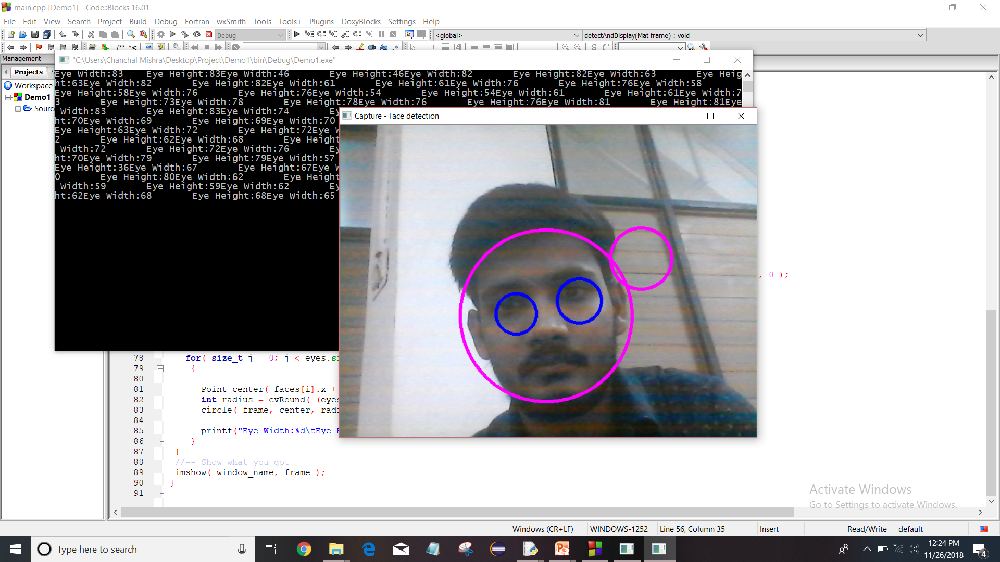 main.cpp [Demo1] - Code::Blocks 16.01
File Edit View Search Project Build Debug Fortran wxSmith Tools Tools+ Plugins DoxyBlocks Settings Help
Debug <global> detectAndDisplay(Mat frame) : void
/** *<
Management
"C:\Users\Chanchal Mishra\Desktop\Project\Demo1\bin\Debug\Demo1.exe"
Projects
Workspace
Demo1
Eye Width:83 Eye Height:83Eye Width:46 Eye Height:46Eye Width:82 Eye Height:82Eye Width:63 Eye Heig
ht:63Eye Width:82 Eye Height:82Eye Width:61 Eye Height:61Eye Width:76 Eye Height:76Eye Width:58
Eye Height:58Eye Width:76 Eye Height:76Eye Width:54 Eye Height:54Eye Width:61 Eye Height:61Eye Width:7
3 Eye Height:73Eye Width:78 Eye Height:78Eye Width:76 Eye Height:76Eye Width:81 Eye Height:81Eye
Width:83 Eye Height:83Eye Width:74
ht:70Eye Width:69 Eye Height:69Eye Width:70
Eye Height:63Eye Width:72 Eye Height:72Eye
2 Eye Height:62Eye Width:68 Eye Height
Width:72 Eye Height:72Eye Width:76
ht:70Eye Width:79 Eye Height:79Eye Width:57
Eye Height:36Eye Width:67 Eye Height:67Eye
0 Eye Height:80Eye Width:62 Eye Height
Width:59 Eye Height:59Eye Width:62
ht:62Eye Width:68 Eye Height:68Eye Width:65
Capture - Face detection
, 0 );
78 for( size_t j = 0; j < eyes.si
79 {
80
81 Point center( faces[i].x +
82 int radius = cvRound( (eyes
83 circle( frame, center, radi
84
85 printf("Eye Width:%d\tEye H
86 }
87 }
88 //-- Show what you got
89 imshow( window_name, frame );
90 }
91
Activate Windows
Go to Settings to activate Windows.
Windows (CR+LF) WINDOWS-1252 Line 56, Column 35 Insert Read/Write default
Type here to search
12:24 PM
11/26/2018
4